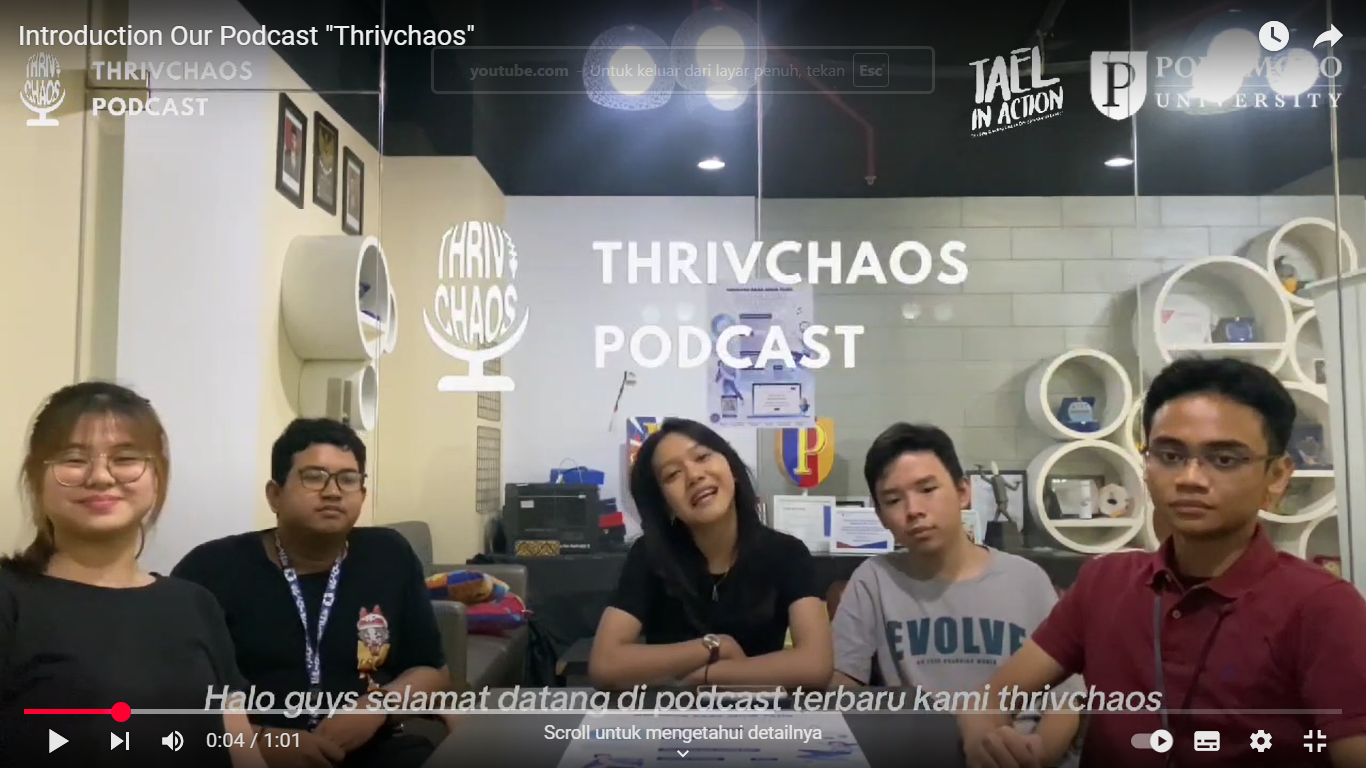 Introduction Our Podcast "Thrivchaos"
THRIV
CHAOS
THRIVCHAOS
PODCAST
youtube.com - Untuk keluar dari layar penuh, tekan Esc
TAEL
IN ACTION
P
UNIVERSITY
THRIV
CHAOS
THRIVCHAOS
PODCAST
P
EVOLVE
Halo guys selamat datang di podcast terbaru kami thrivchaos
0:04 / 1:01
Scroll untuk mengetahui detailnya